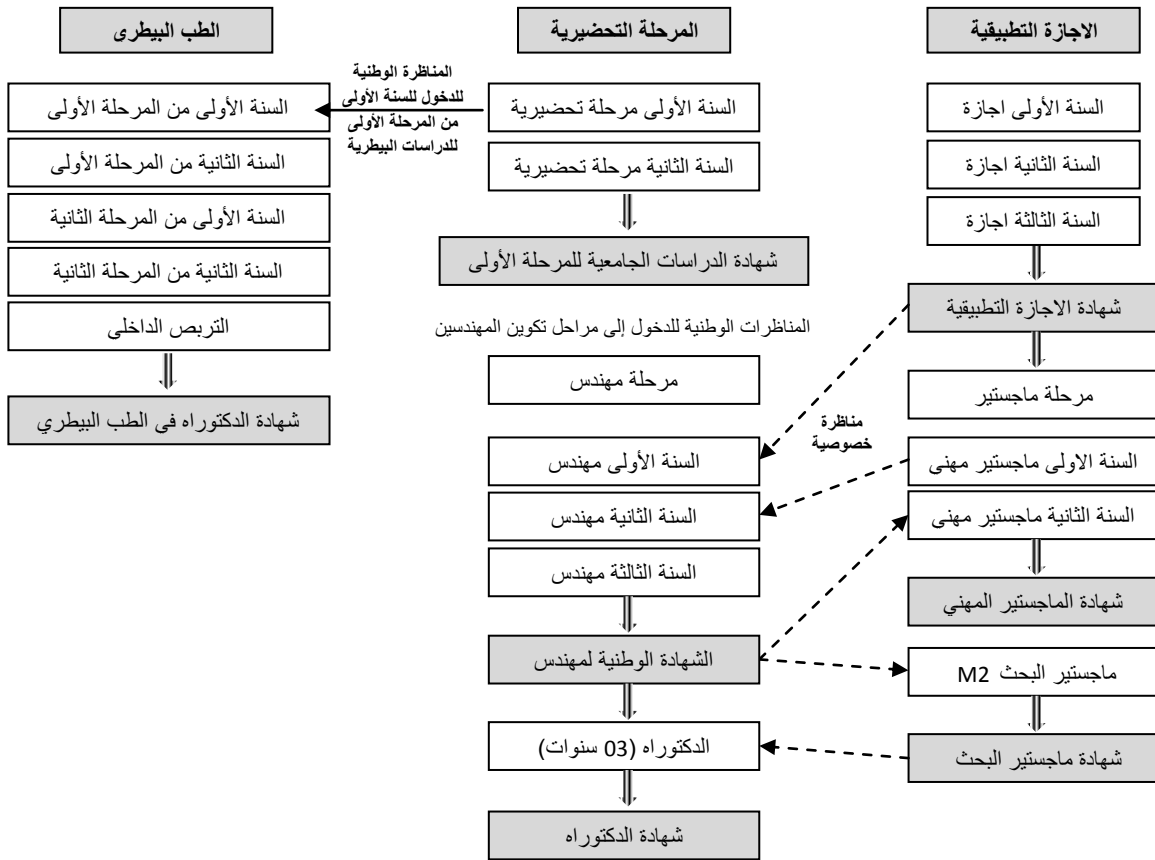 الاجازة التطبيقية
السنة الأولى اجازة
السنة الثانية اجازة
السنة الثالثة اجازة
شهادة الاجازة التطبيقية
مرحلة ماجستير
السنة الاولى ماجستير مهنى
السنة الثانية ماجستير مهنى
شهادة الماجستير المهني
ماجستير البحث M2
شهادة ماجستير البحث
مناظرة
خصوصية
المرحلة التحضيرية
السنة الأولى مرحلة تحضيرية
السنة الثانية مرحلة تحضيرية
شهادة الدراسات الجامعية للمرحلة الأولى
المناظرات الوطنية للدخول إلى مراحل تكوين المهندسين
مرحلة مهندس
السنة الأولى مهندس
السنة الثانية مهندس
السنة الثالثة مهندس
الشهادة الوطنية لمهندس
الدكتوراه (03 سنوات)
شهادة الدكتوراه
المناظرة الوطنية
للدخول للسنة الأولى
من المرحلة الأولى
للدراسات البيطرية
الطب البيطرى
السنة الأولى من المرحلة الأولى
السنة الثانية من المرحلة الأولى
السنة الأولى من المرحلة الثانية
السنة الثانية من المرحلة الثانية
التربص الداخلى
شهادة الدكتوراه فى الطب البيطري